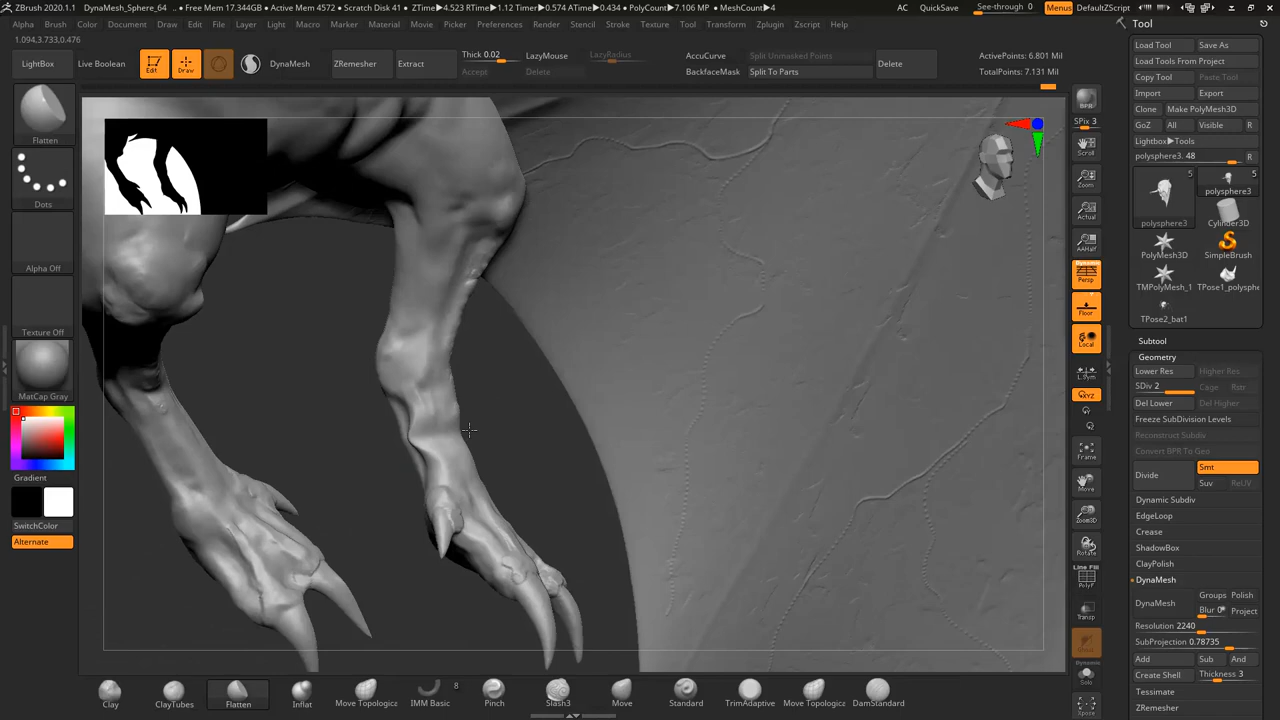 ZBrush 2020.1.1 DynaMesh_Sphere_64 ... • Free Mem 17.344GB • Active Mem 4572 • Scratch Disk 41 • ZTime▶4.523 RTime▶1.12 Timer▶0.574 ATime▶0.434 • PolyCount▶7.106 MP • MeshCount▶4 AC QuickSave See-through 0 Menus DefaultZScript
Alpha Brush Color Document Draw Edit File Layer Light Macro Marker Material Movie Picker Preferences Render Stencil Stroke Texture Tool Transform Zplugin Zscript Help
1.094,3.733,0.476
LightBox Live Boolean Edit Draw DynaMesh ZRemesher Extract Thick 0.02 LazyMouse LazyRadius AccuCurve Split Unmasked Points ActivePoints: 6.801 Mil
Accept Delete BackfaceMask Split To Parts Delete TotalPoints: 7.131 Mil
Flatten
Dots
Alpha Off
Texture Off
MatCap Gray
Gradient
SwitchColor
Alternate
BPR
SPix 3
Scroll
Zoom
Actual
AAHalf
Dynamic
Persp
Floor
Local
L.Sym
XYZ
Frame
Move
Zoom3D
Rotate
Line Fill
PolyF
Transp
Ghost
Dynamic
Solo
Xpose
Tool
Load Tool Save As
Load Tools From Project
Copy Tool Paste Tool
Import Export
Clone Make PolyMesh3D
GoZ All Visible R
Lightbox▶Tools
polysphere3. 48 R
5 5
polysphere3 polysphere3
Cylinder3D
PolyMesh3D SimpleBrush
TMPolyMesh_1 TPose1_polysphe
TPose2_bat1
Subtool
Geometry
Lower Res Higher Res
SDiv 2 Cage Rstr
Del Lower Del Higher
Freeze SubDivision Levels
Reconstruct Subdiv
Convert BPR To Geo
Divide Smt
Suv ReUV
Dynamic Subdiv
EdgeLoop
Crease
ShadowBox
ClayPolish
DynaMesh
DynaMesh Groups Polish
Blur 0 Project
Resolution 2240
SubProjection 0.78735
Add Sub And
Create Shell Thickness 3
Tessimate
ZRemesher
8
Clay ClayTubes Flatten Inflat Move Topologic IMM Basic Pinch Slash3 Move Standard TrimAdaptive Move Topologic DamStandard